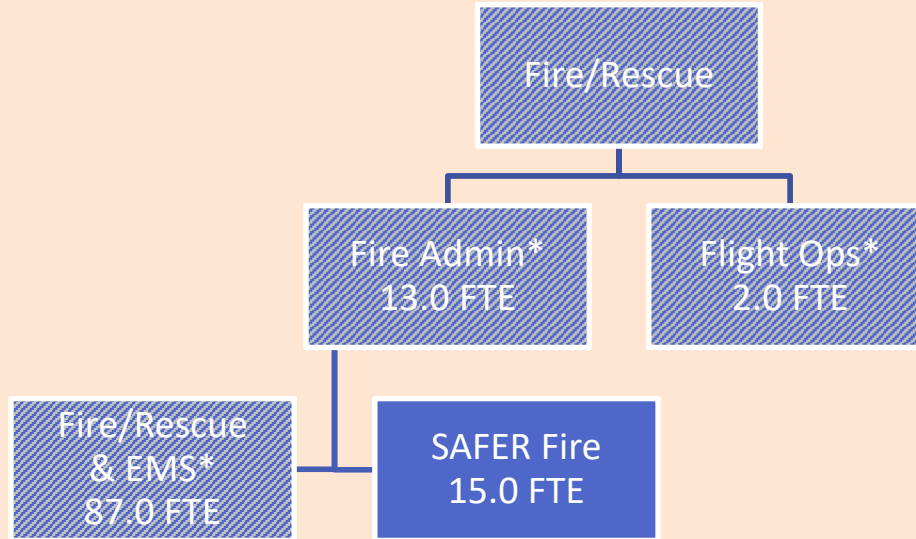 Fire/Rescue
Fire Admin*
13.0 FTE
Flight Ops*
2.0 FTE
Fire/Rescue
& EMS*
87.0 FTE
SAFER Fire
15.0 FTE